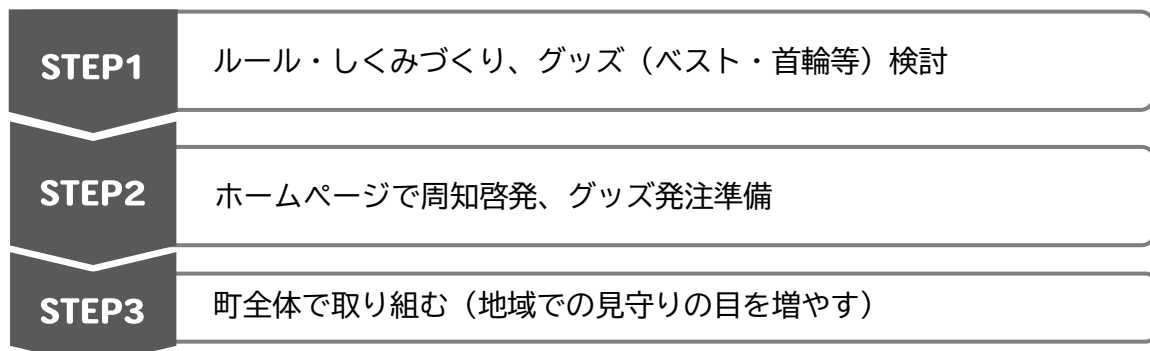 STEP1
ルール・しくみづくり、グッズ（ベスト・首輪等）検討
STEP2
ホームページで周知啓発、グッズ発注準備
STEP3
町全体で取り組む（地域での見守りの目を増やす）